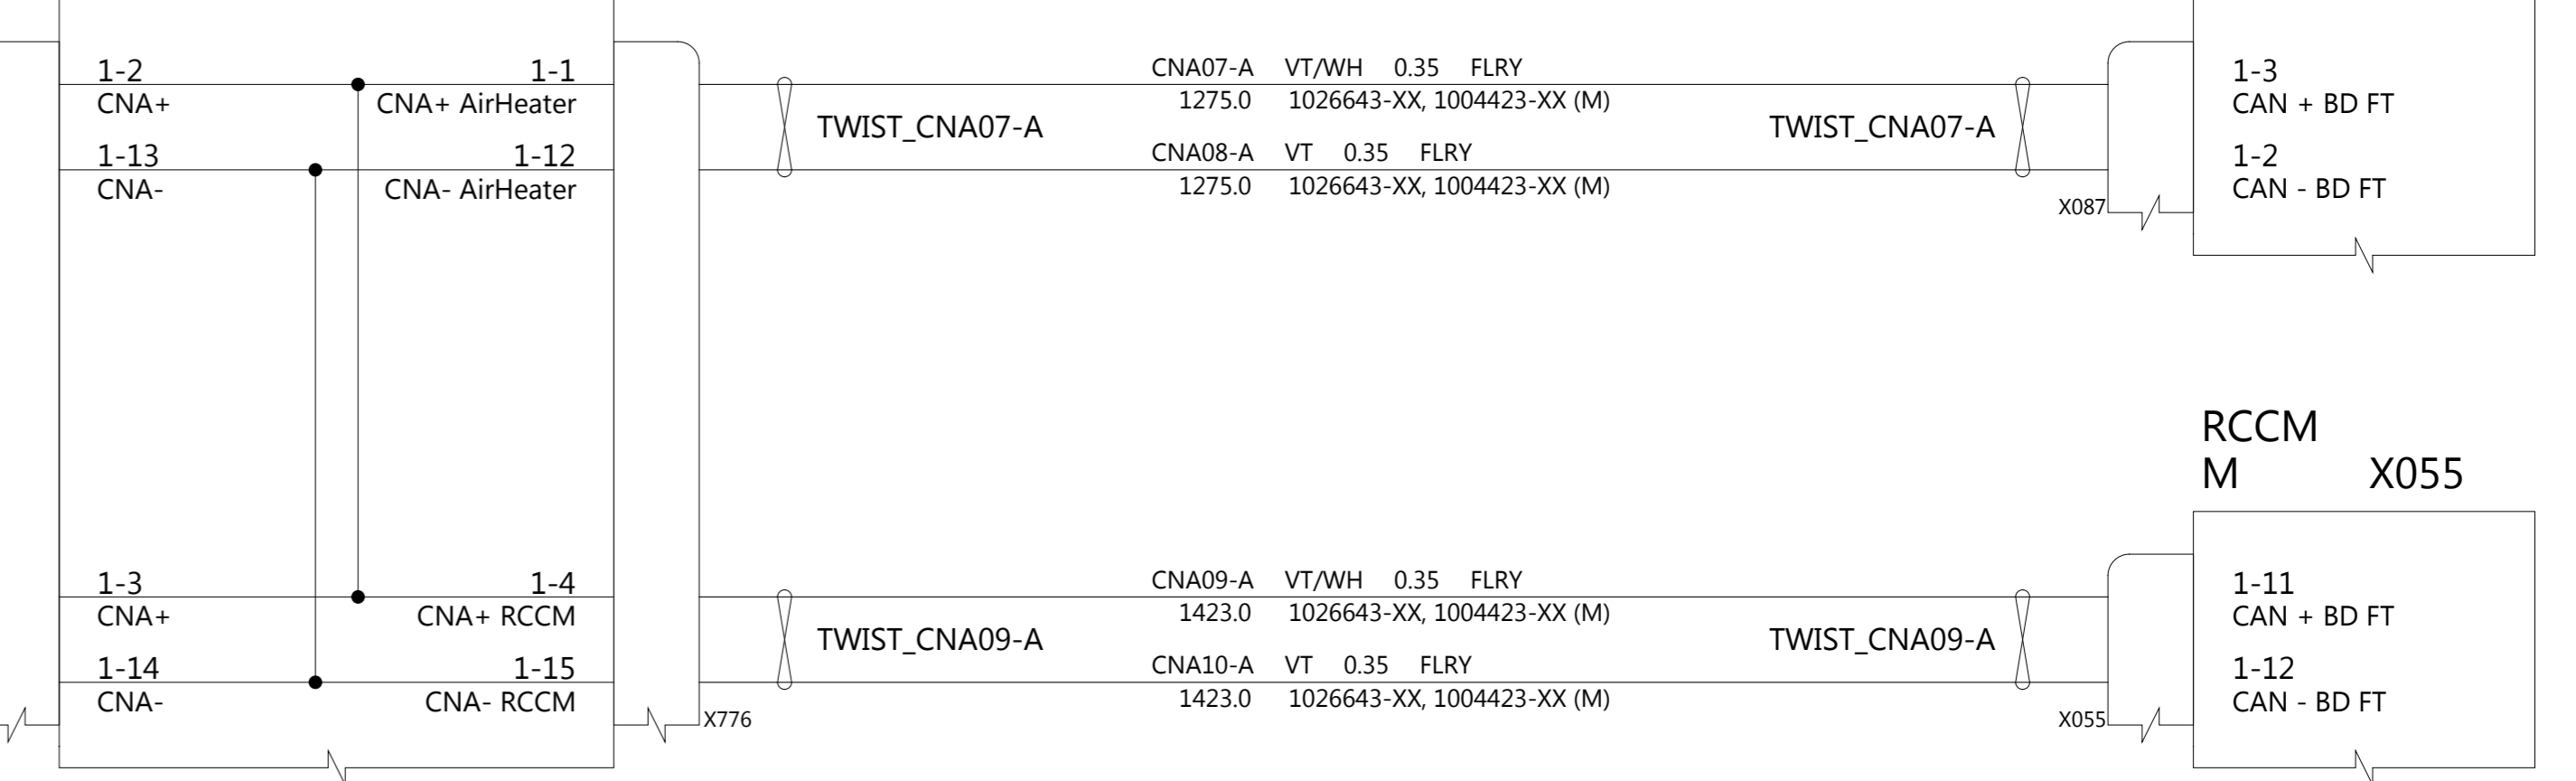 1-2
CNA+
1-13
CNA-
1-1
CNA+ AirHeater
1-12
CNA- AirHeater
TWIST_CNA07-A
CNA07-A VT/WH 0.35 FLRY
1275.0 1026643-XX, 1004423-XX (M)
CNA08-A VT 0.35 FLRY
1275.0 1026643-XX, 1004423-XX (M)
TWIST_CNA07-A
X087
1-3
CAN + BD FT
1-2
CAN - BD FT
RCCM
M X055
1-3
CNA+
1-14
CNA-
1-4
CNA+ RCCM
1-15
CNA- RCCM
X776
TWIST_CNA09-A
CNA09-A VT/WH 0.35 FLRY
1423.0 1026643-XX, 1004423-XX (M)
CNA10-A VT 0.35 FLRY
1423.0 1026643-XX, 1004423-XX (M)
TWIST_CNA09-A
X055
1-11
CAN + BD FT
1-12
CAN - BD FT